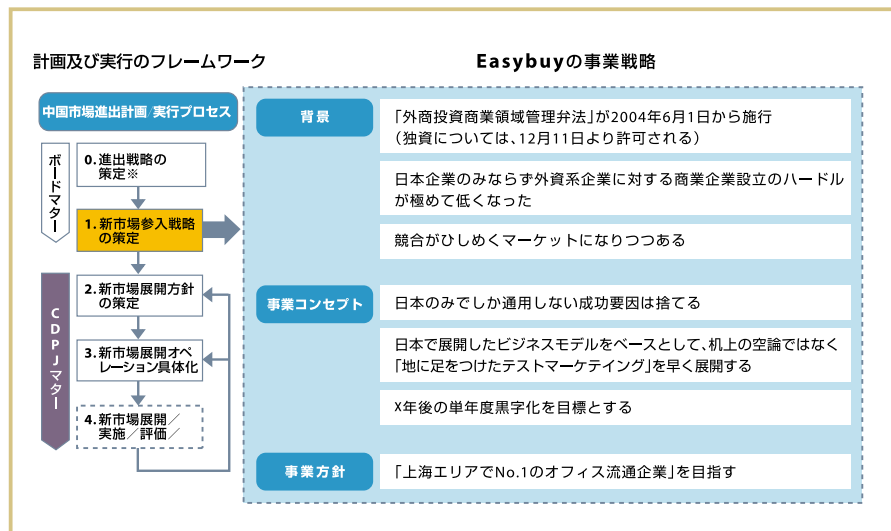 計画及び実行のフレームワーク
Easybuyの事業戦略
中国市場進出計画/実行プロセス
ボードマター
0.進出戦略の
策定※
1.新市場参入戦略
の策定
CDPJマター
2.新市場展開方針
の策定
3.新市場展開オペ
レーション具体化
4.新市場展開／
実施／評価／
背景
「外商投資商業領域管理弁法」が2004年6月1日から施行
（独資については、12月11日より許可される）
日本企業のみならず外資系企業に対する商業企業設立のハードル
が極めて低くなった
競合がひしめくマーケットになりつつある
事業コンセプト
日本のみでしか通用しない成功要因は捨てる
日本で展開したビジネスモデルをベースとして、机上の空論ではなく
「地に足をつけたテストマーケテイング」を早く展開する
X年後の単年度黒字化を目標とする
事業方針
「上海エリアでNo.1のオフィス流通企業」を目指す